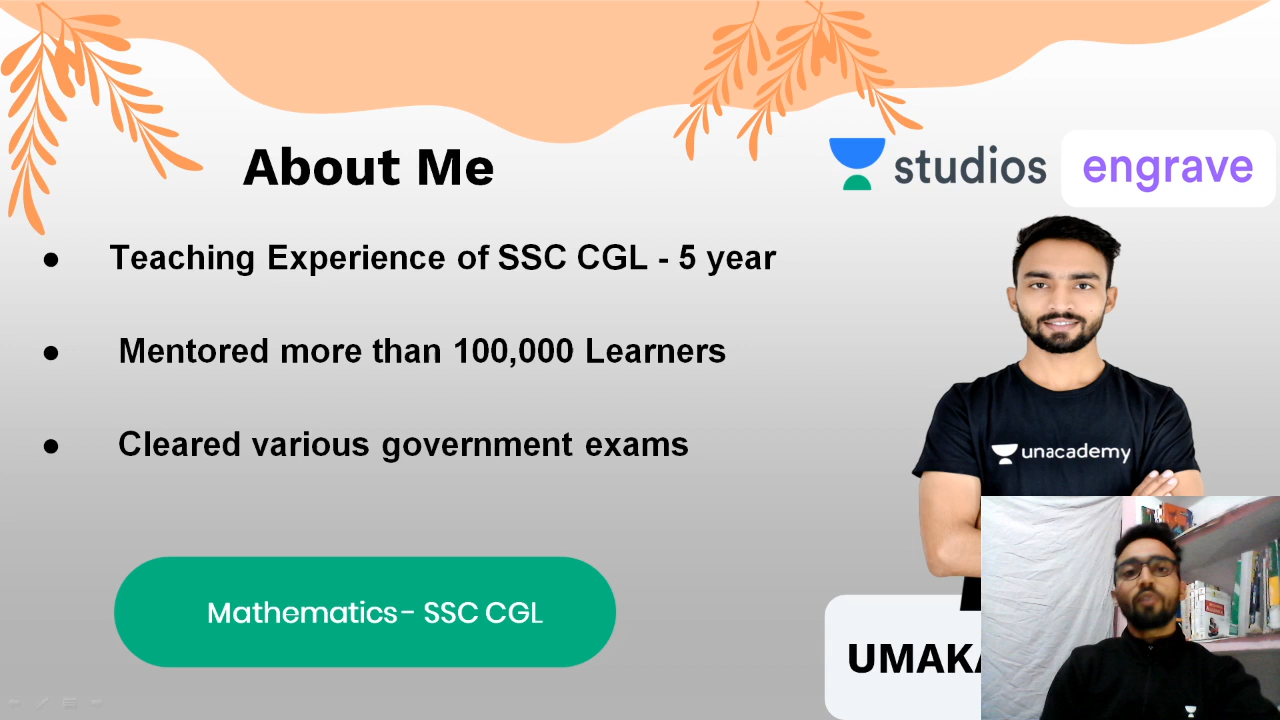 About Me
studios
engrave
● Teaching Experience of SSC CGL - 5 year
● Mentored more than 100,000 Learners
● Cleared various government exams
unacademy
Mathematics- SSC CGL